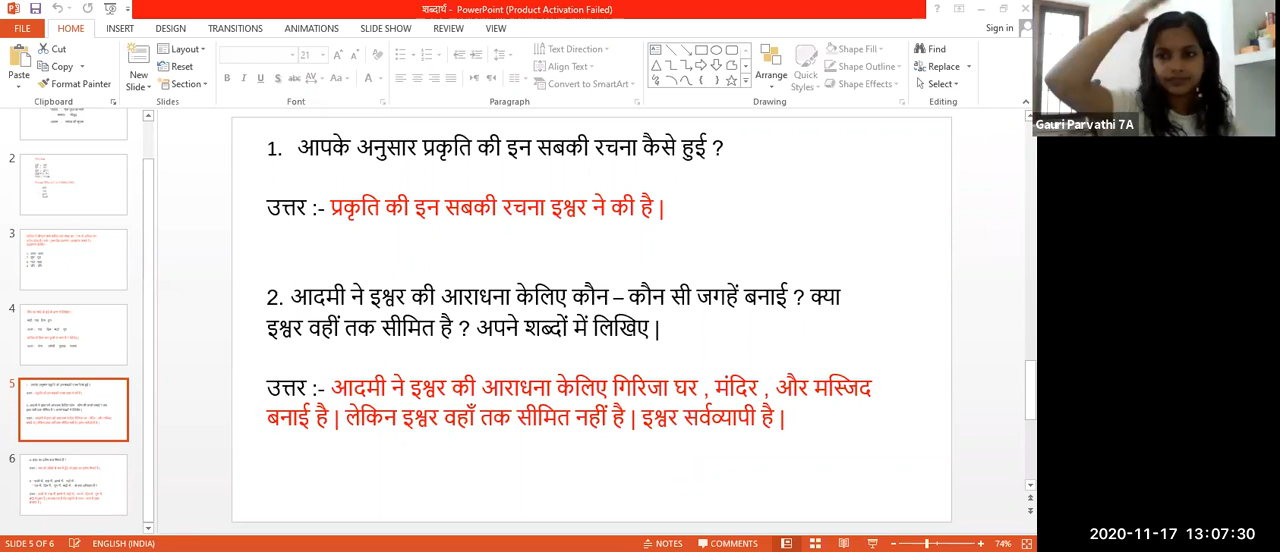 शब्दार्थ - PowerPoint (Product Activation Failed)
FILE HOME INSERT DESIGN TRANSITIONS ANIMATIONS SLIDE SHOW REVIEW VIEW Sign in
Paste
Cut
Copy
Format Painter
Clipboard
New Slide
Layout
Reset
Section
Slides
21
Font
Paragraph
Text Direction
Align Text
Convert to SmartArt
Arrange
Quick Styles
Shape Fill
Shape Outline
Shape Effects
Drawing
Find
Replace
Select
Editing
Gauri Parvathi 7A
2
3
4
5
6
1. आपके अनुसार प्रकृति की इन सबकी रचना कैसे हुई ?
उत्तर :- प्रकृति की इन सबकी रचना इश्वर ने की है |
2. आदमी ने इश्वर की आराधना केलिए कौन – कौन सी जगहें बनाई ? क्या
इश्वर वहीं तक सीमित है ? अपने शब्दों में लिखिए |
उत्तर :- आदमी ने इश्वर की आराधना केलिए गिरिजा घर , मंदिर , और मस्जिद
बनाई है | लेकिन इश्वर वहाँ तक सीमित नहीं है | इश्वर सर्वव्यापी है |
SLIDE 5 OF 6 ENGLISH (INDIA) NOTES COMMENTS 74%
2020-11-17 13:07:30